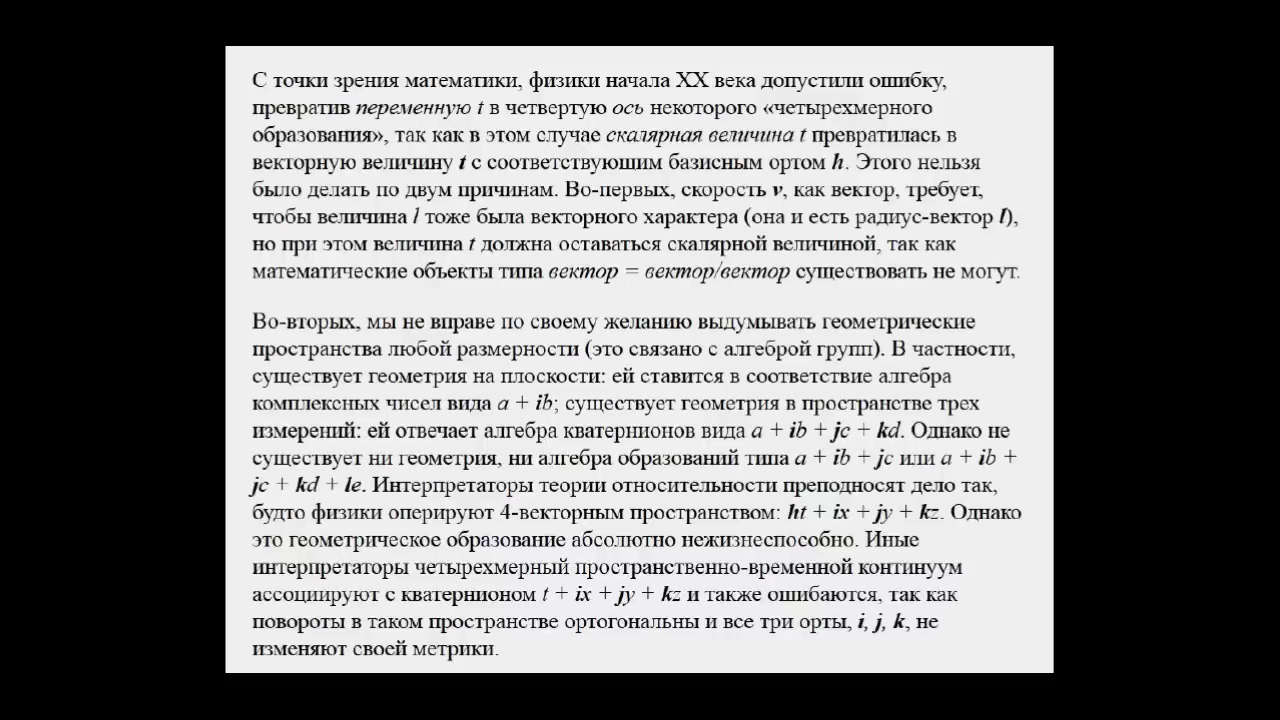 С точки зрения математики, физики начала XX века допустили ошибку,
превратив переменную t в четвертую ось некоторого «четырехмерного
образования», так как в этом случае скалярная величина t превратилась в
векторную величину t с соответствующим базисным ортом h. Этого нельзя
было делать по двум причинам. Во-первых, скорость v, как вектор, требует,
чтобы величина l тоже была векторного характера (она и есть радиус-вектор l),
но при этом величина t должна оставаться скалярной величиной, так как
математические объекты типа вектор = вектор/вектор существовать не могут.
Во-вторых, мы не вправе по своему желанию выдумывать геометрические
пространства любой размерности (это связано с алгеброй групп). В частности,
существует геометрия на плоскости: ей ставится в соответствие алгебра
комплексных чисел вида a + ib; существует геометрия в пространстве трех
измерений: ей отвечает алгебра кватернионов вида a + ib + jc + kd. Однако не
существует ни геометрия, ни алгебра образований типа a + ib + jc или a + ib +
jc + kd + le. Интерпретаторы теории относительности преподносят дело так,
будто физики оперируют 4-векторным пространством: ht + ix + jy + kz. Однако
это геометрическое образование абсолютно нежизнеспособно. Иные
интерпретаторы четырехмерный пространственно-временной континуум
ассоциируют с кватернионом t + ix + jy + kz и также ошибаются, так как
повороты в таком пространстве ортогональны и все три орты, i, j, k, не
изменяют своей метрики.